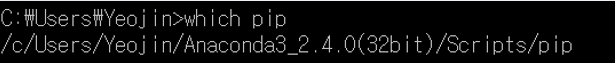 C:₩Users₩Yeojin>which pip
/c/Users/Yeojin/Anaconda3_2.4.0(32bit)/Scripts/pip